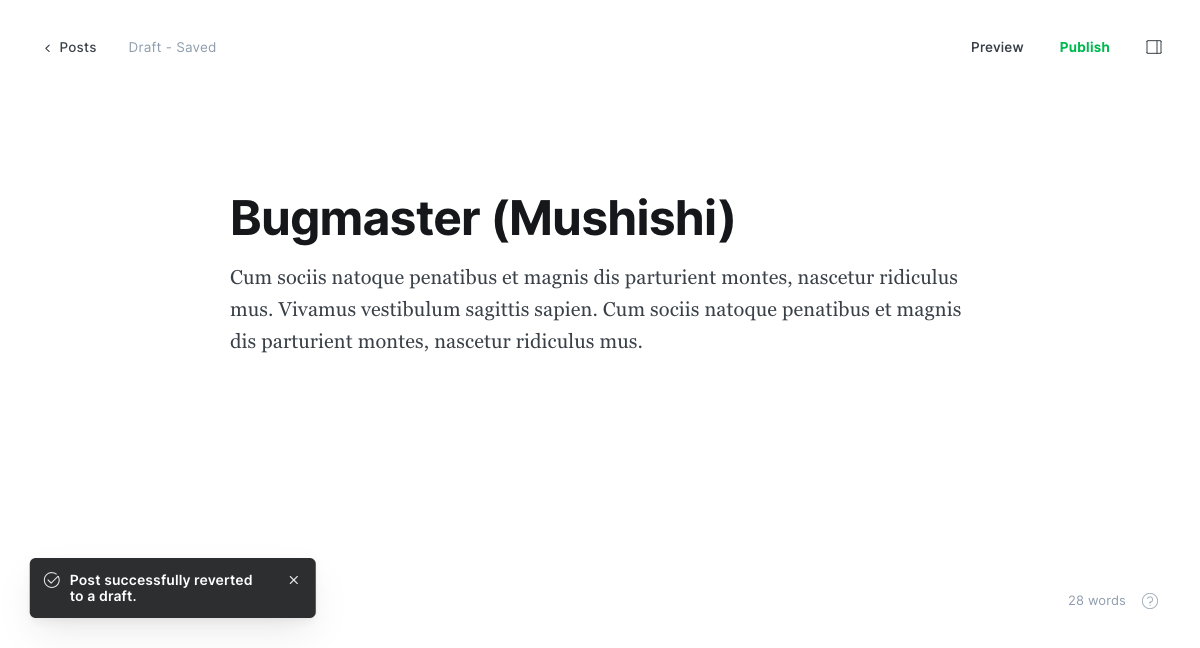 Posts Draft - Saved Preview Publish
Bugmaster (Mushishi)
Cum sociis natoque penatibus et magnis dis parturient montes, nascetur ridiculus
mus. Vivamus vestibulum sagittis sapien. Cum sociis natoque penatibus et magnis
dis parturient montes, nascetur ridiculus mus.
Post successfully reverted
to a draft.
28 words